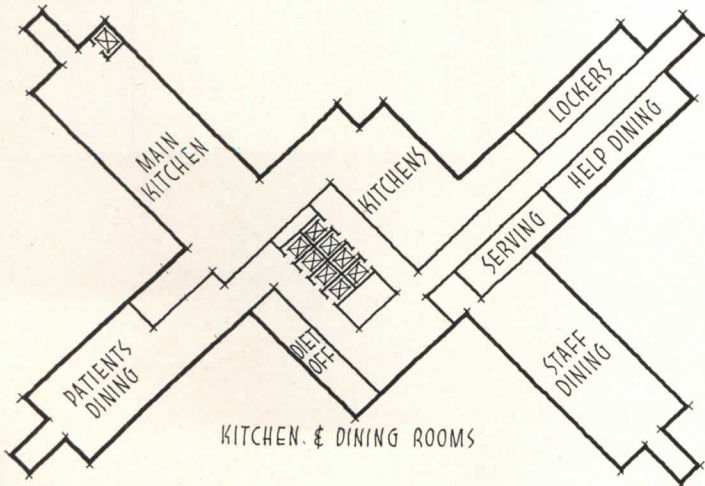 LOCKERS
MAIN
KITCHEN
KITCHENS
HELP DINING
SERVING
PATIENTS
DINING
DIET
OFF
STAFF
DINING
KITCHEN. & DINING ROOMS